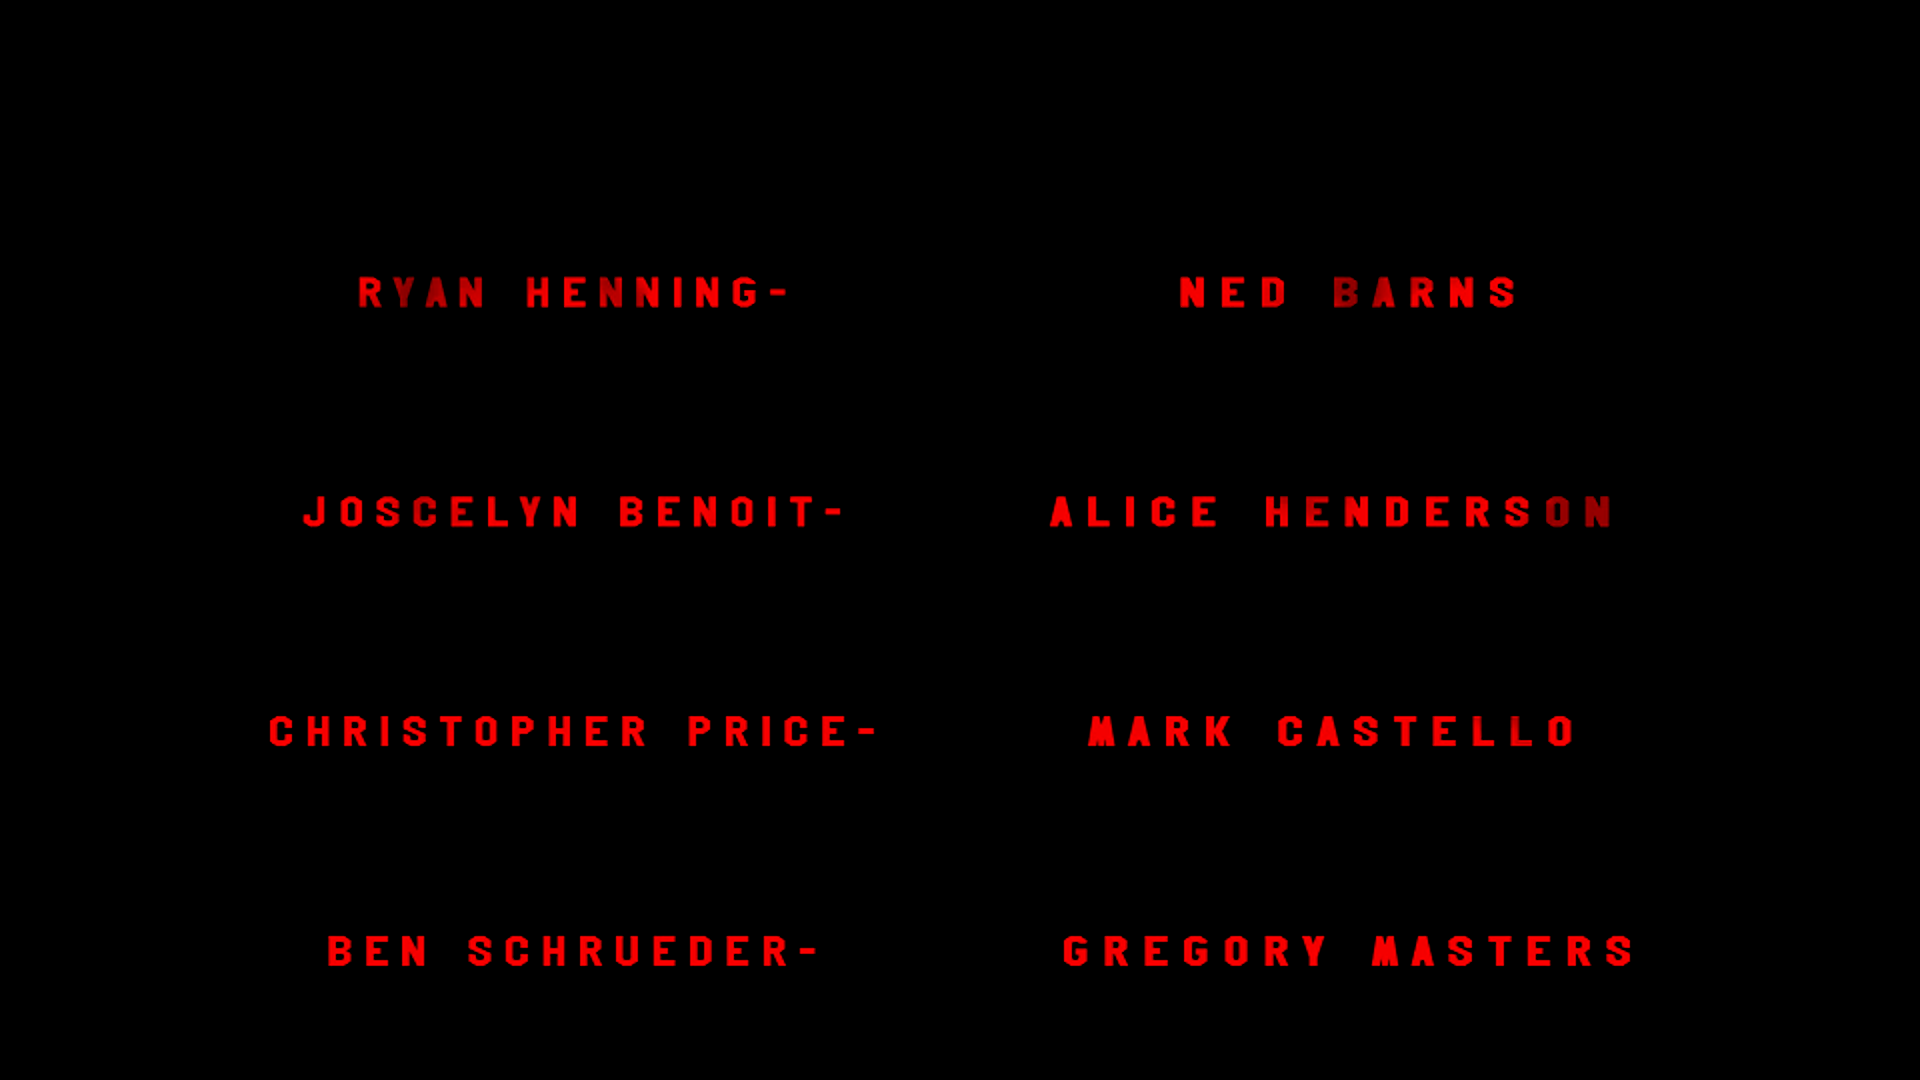 RYAN HENNING- NED BARNS
JOSCELYN BENOIT- ALICE HENDERSON
CHRISTOPHER PRICE- MARK CASTELLO
BEN SCHRUEDER- GREGORY MASTERS